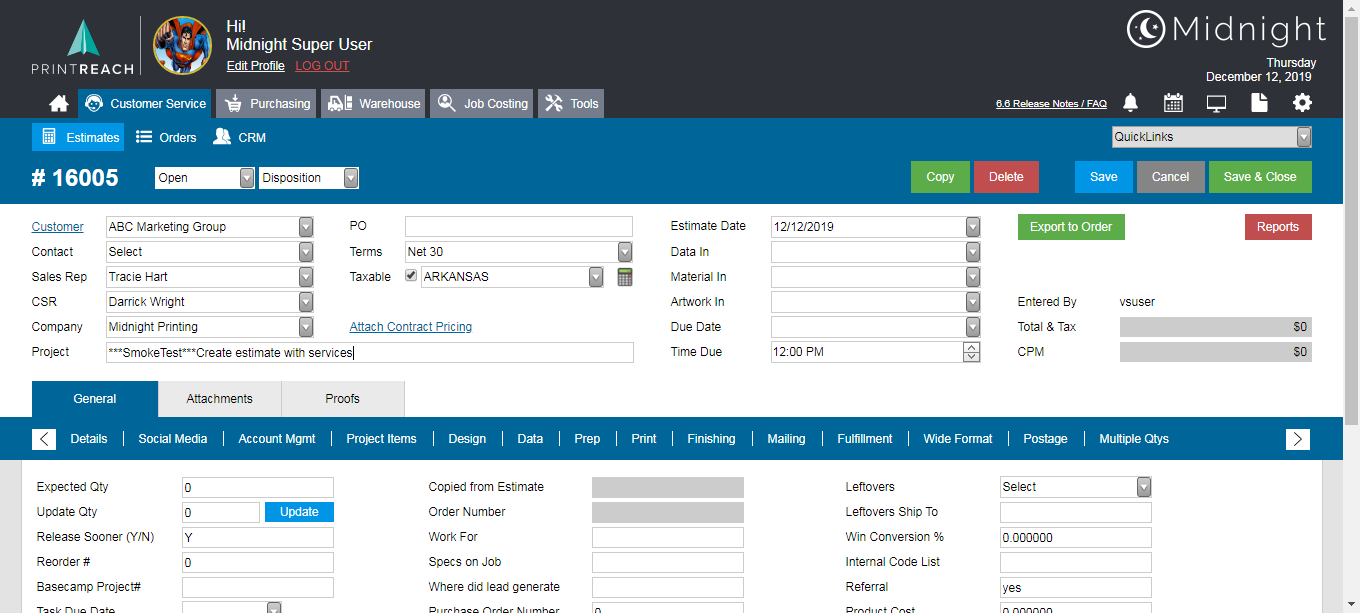 Hi!
Midnight Super User
Edit Profile LOG OUT
PRINTREACH
Midnight
Thursday
December 12, 2019
Customer Service Purchasing Warehouse Job Costing Tools
6.6 Release Notes / FAQ
Estimates Orders CRM
QuickLinks
# 16005 Open Disposition Copy Delete Save Cancel Save & Close
Customer ABC Marketing Group PO Estimate Date 12/12/2019 Export to Order Reports
Contact Select Terms Net 30 Data In
Sales Rep Tracie Hart Taxable ARKANSAS Material In
CSR Darrick Wright Artwork In Entered By vsuser
Company Midnight Printing Attach Contract Pricing Due Date Total & Tax $0
Project ***SmokeTest***Create estimate with services Time Due 12:00 PM CPM $0
General Attachments Proofs
Details Social Media Account Mgmt Project Items Design Data Prep Print Finishing Mailing Fulfillment Wide Format Postage Multiple Qtys
Expected Qty 0 Copied from Estimate Leftovers Select
Update Qty 0 Update Order Number Leftovers Ship To
Release Sooner (Y/N) Y Work For Win Conversion % 0.000000
Reorder # 0 Specs on Job Internal Code List
Basecamp Project# Where did lead generate Referral yes
Task Due Date Purchase Order Number 0 Product Cost 0.000000